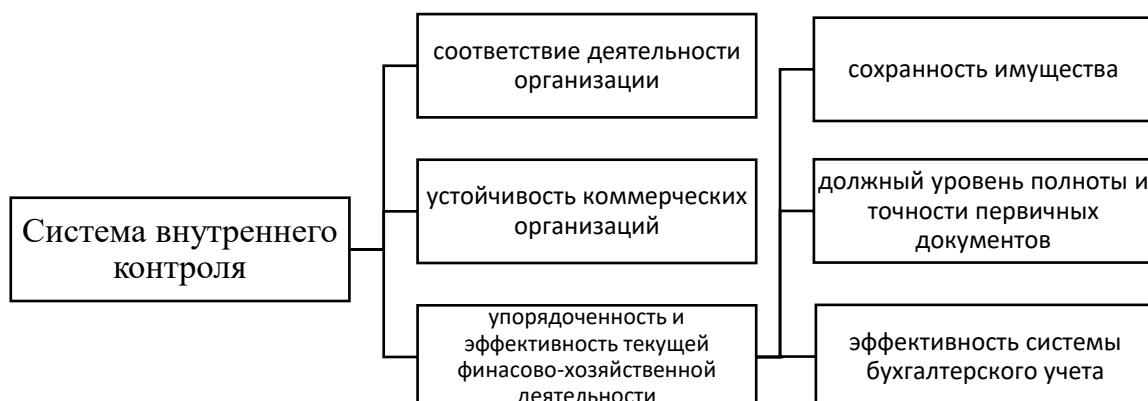 Система внутреннего
контроля
соответствие деятельности
организации
устойчивость коммерческих
организаций
упорядоченность и
эффективность текущей
финасово-хозяйственной
деятельности
сохранность имущества
должный уровень полноты и
точности первичных
документов
эффективность системы
бухгалтерского учета